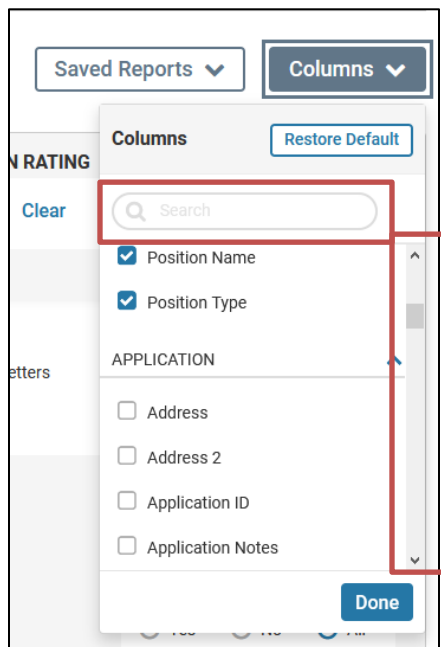 Saved Reports
Columns
Columns
Restore Default
N RATING
Clear
Search
Position Name
Position Type
APPLICATION
etters
Address
Address 2
Application ID
Application Notes
Done